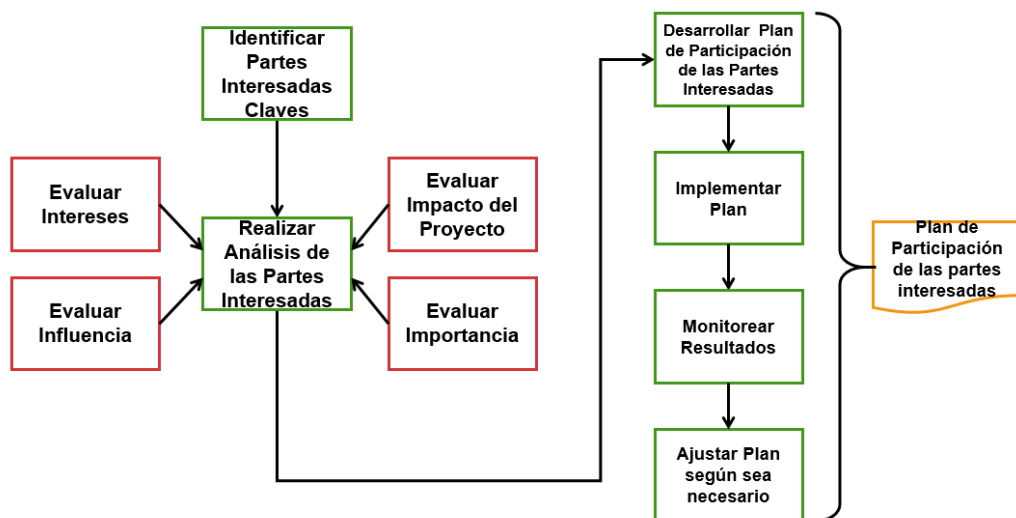 Identificar
Partes
Interesadas
Claves
Evaluar
Intereses
Evaluar
Impacto del
Proyecto
Realizar
Análisis de
las Partes
Interesadas
Evaluar
Influencia
Evaluar
Importancia
Desarrollar Plan
de Participación
de las Partes
Interesadas
Implementar
Plan
Monitorear
Resultados
Ajustar Plan
según sea
necesario
Plan de
Participación
de las partes
interesadas